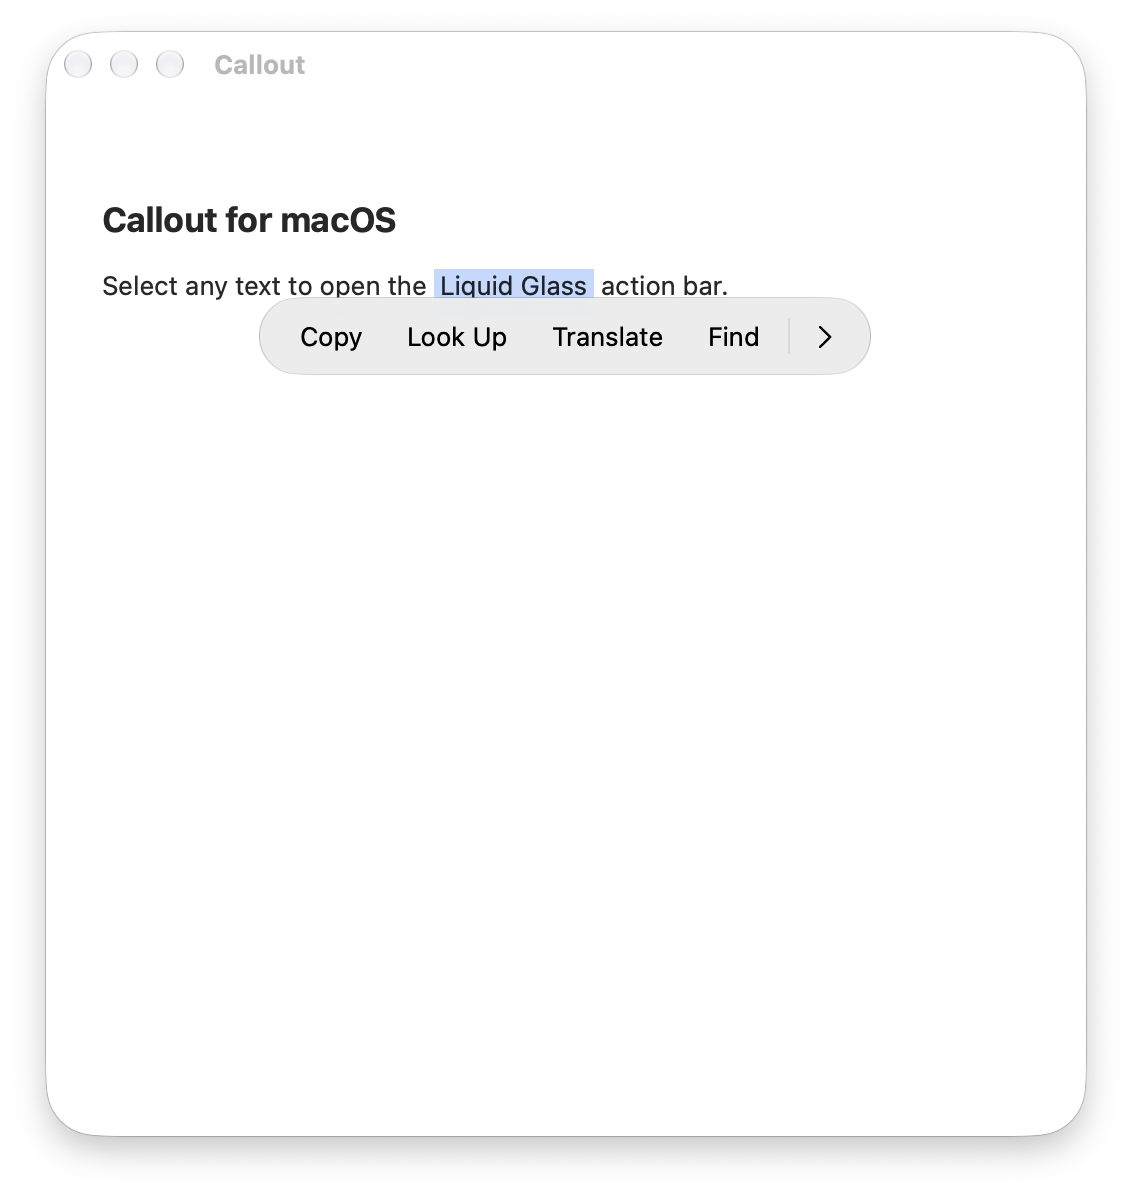 Callout
Callout for macOS
Select any text to open the Liquid Glass action bar.
Copy Look Up Translate Find